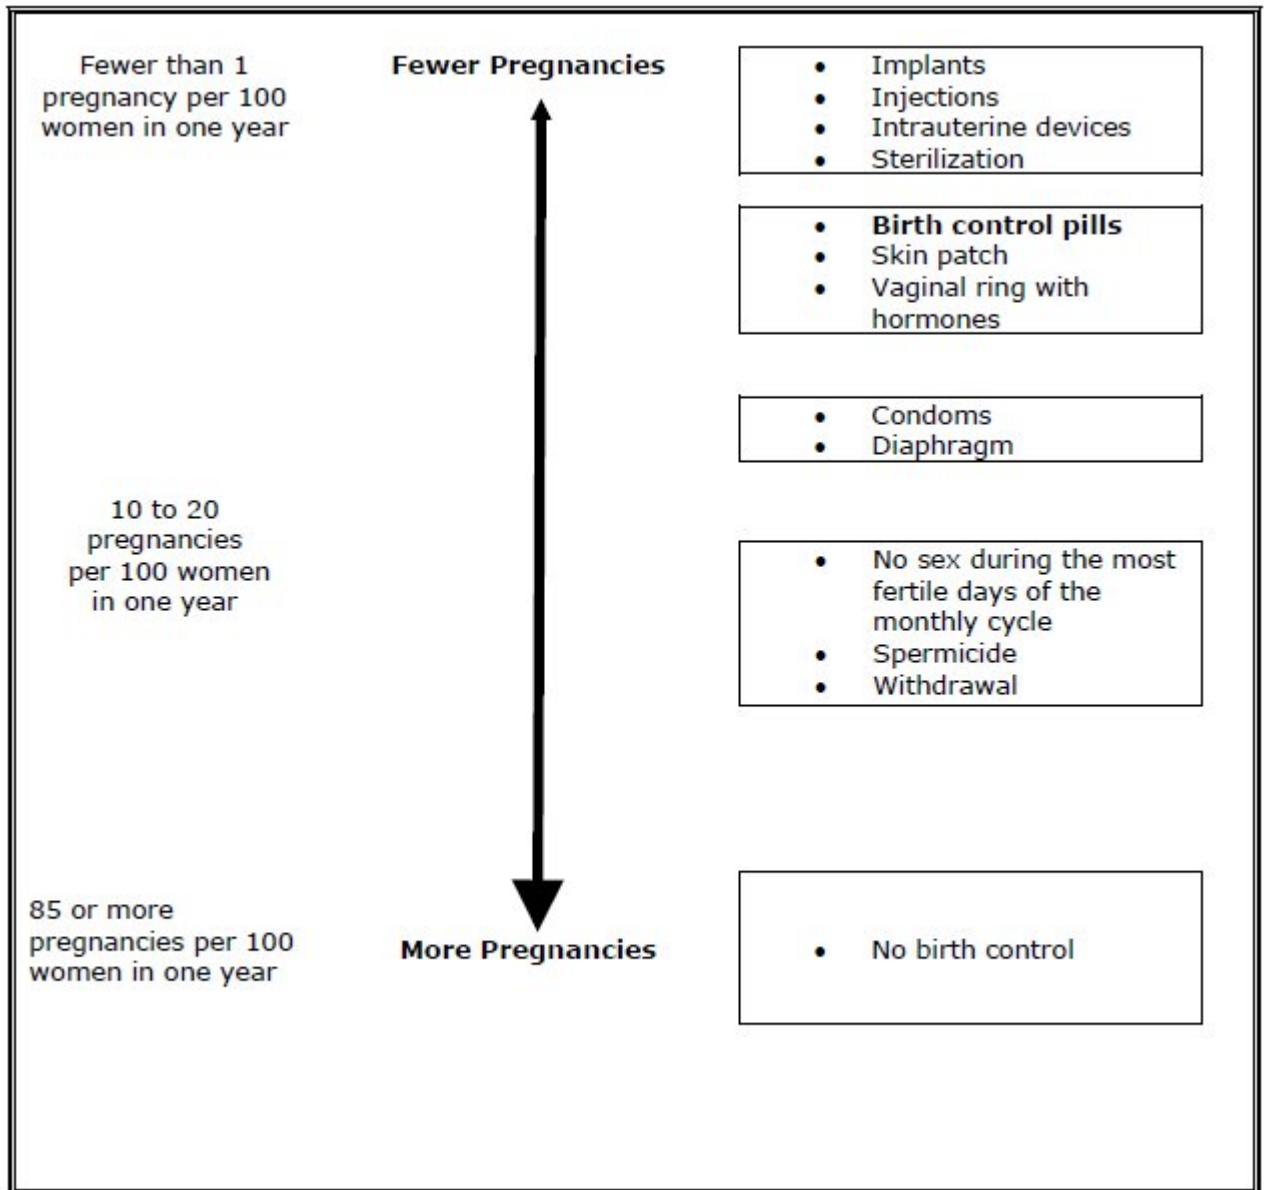 Fewer than 1
pregnancy per 100
women in one year
Fewer Pregnancies
• Implants
• Injections
• Intrauterine devices
• Sterilization
• Birth control pills
• Skin patch
• Vaginal ring with
hormones
• Condoms
• Diaphragm
10 to 20
pregnancies
per 100 women
in one year
• No sex during the most
fertile days of the
monthly cycle
• Spermicide
• Withdrawal
85 or more
pregnancies per 100
women in one year
More Pregnancies
• No birth control